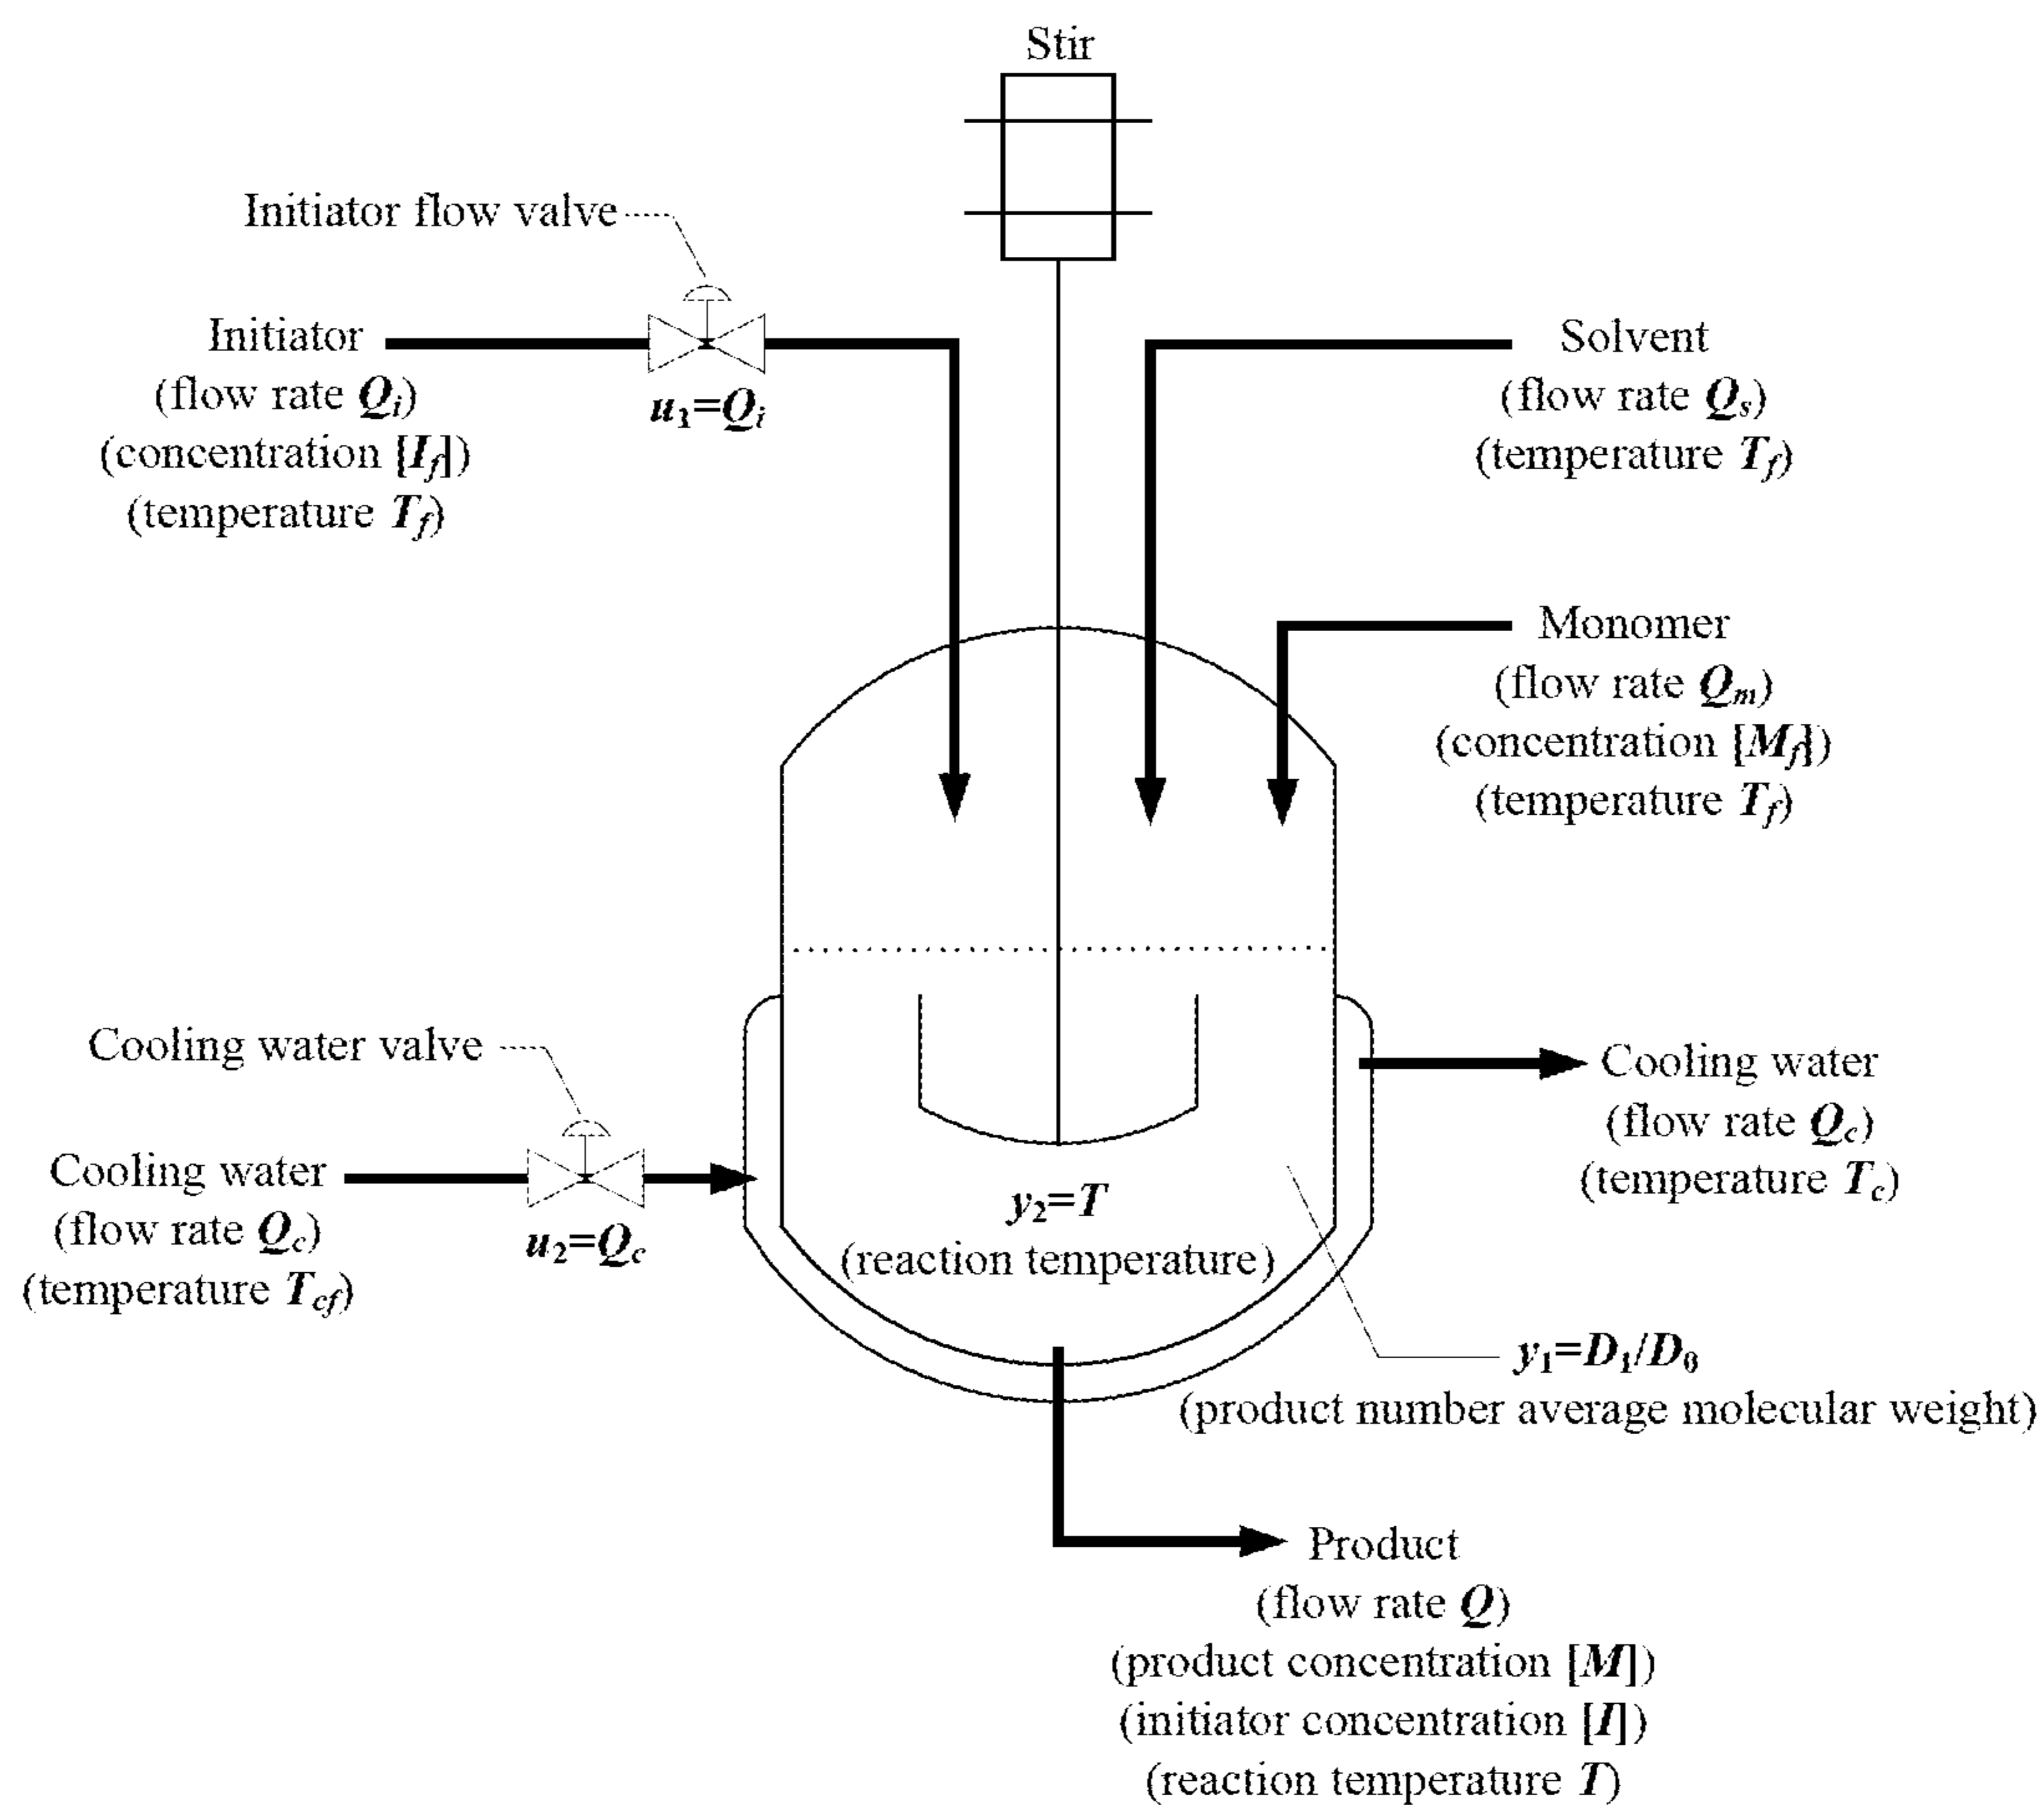 Stir
Initiator flow valve
Initiator
(flow rate Qi)
(concentration [If])
(temperature Tf)
u1=Qi
Solvent
(flow rate Qs)
(temperature Tf)
Monomer
(flow rate Qm)
(concentration [Mf])
(temperature Tf)
Cooling water valve
Cooling water
(flow rate Qc)
(temperature Tcf)
u2=Qc
y2=T
(reaction temperature)
Cooling water
(flow rate Qc)
(temperature Tc)
y1=D1/D0
(product number average molecular weight)
Product
(flow rate Q)
(product concentration [M])
(initiator concentration [I])
(reaction temperature T)